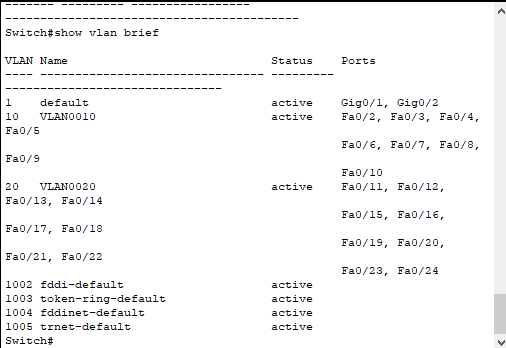 ------- ---------- -----------------
------------------------------------------
Switch#show vlan brief
VLAN Name                             Status    Ports
---- -------------------------------- ---------
-------------------------------
1    default                          active    Gig0/1, Gig0/2
10   VLAN0010                         active    Fa0/2, Fa0/3, Fa0/4,
Fa0/5
                                                Fa0/6, Fa0/7, Fa0/8,
Fa0/9
                                                Fa0/10
20   VLAN0020                         active    Fa0/11, Fa0/12,
Fa0/13, Fa0/14
                                                Fa0/15, Fa0/16,
Fa0/17, Fa0/18
                                                Fa0/19, Fa0/20,
Fa0/21, Fa0/22
                                                Fa0/23, Fa0/24
1002 fddi-default                     active
1003 token-ring-default               active
1004 fddinet-default                  active
1005 trnet-default                    active
Switch#